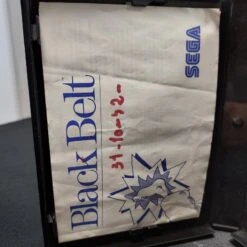 Black Belt
31-10-92-
SEGA